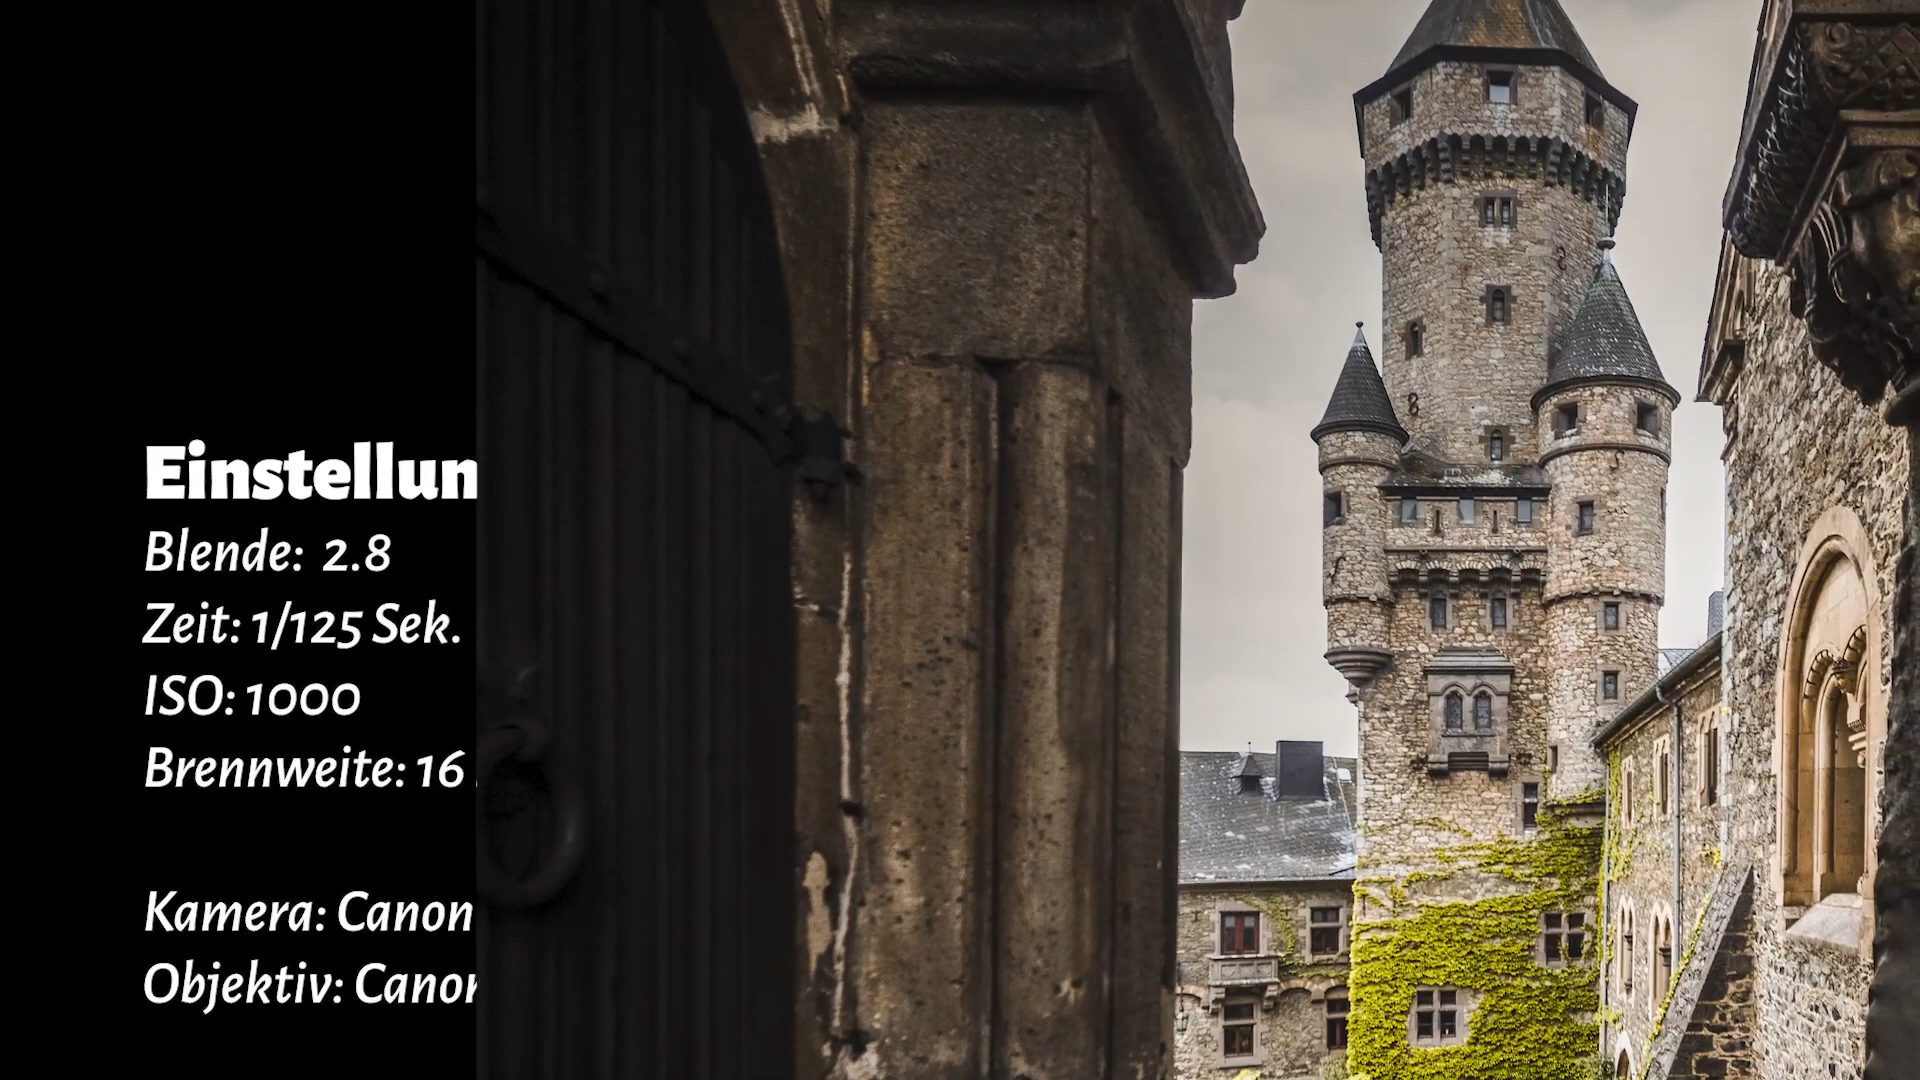 Einstellun
Blende: 2.8
Zeit: 1/125 Sek.
ISO: 1000
Brennweite: 16
Kamera: Canon
Objektiv: Canon